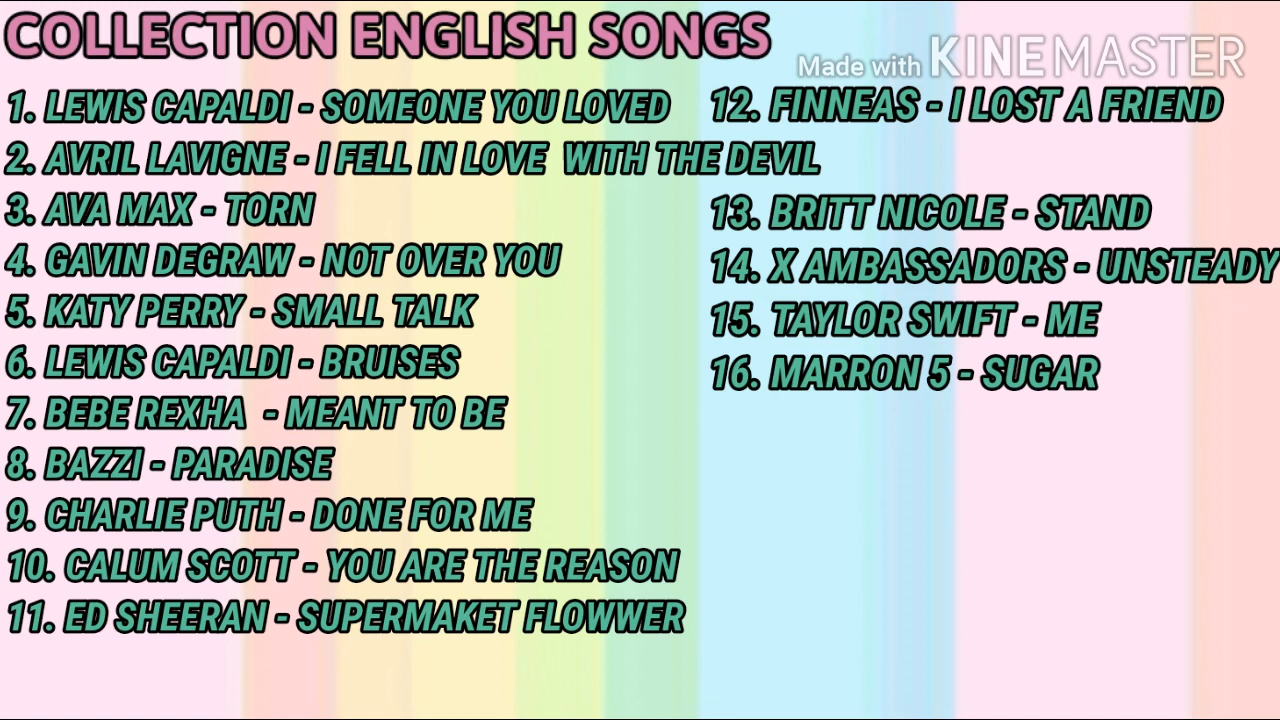 COLLECTION ENGLISH SONGS
Made with KINEMASTER
1. LEWIS CAPALDI - SOMEONE YOU LOVED
2. AVRIL LAVIGNE - I FELL IN LOVE WITH THE DEVIL
3. AVA MAX - TORN
4. GAVIN DEGRAW - NOT OVER YOU
5. KATY PERRY - SMALL TALK
6. LEWIS CAPALDI - BRUISES
7. BEBE REXHA - MEANT TO BE
8. BAZZI - PARADISE
9. CHARLIE PUTH - DONE FOR ME
10. CALUM SCOTT - YOU ARE THE REASON
11. ED SHEERAN - SUPERMAKET FLOWWER
12. FINNEAS - I LOST A FRIEND
13. BRITT NICOLE - STAND
14. X AMBASSADORS - UNSTEADY
15. TAYLOR SWIFT - ME
16. MARRON 5 - SUGAR